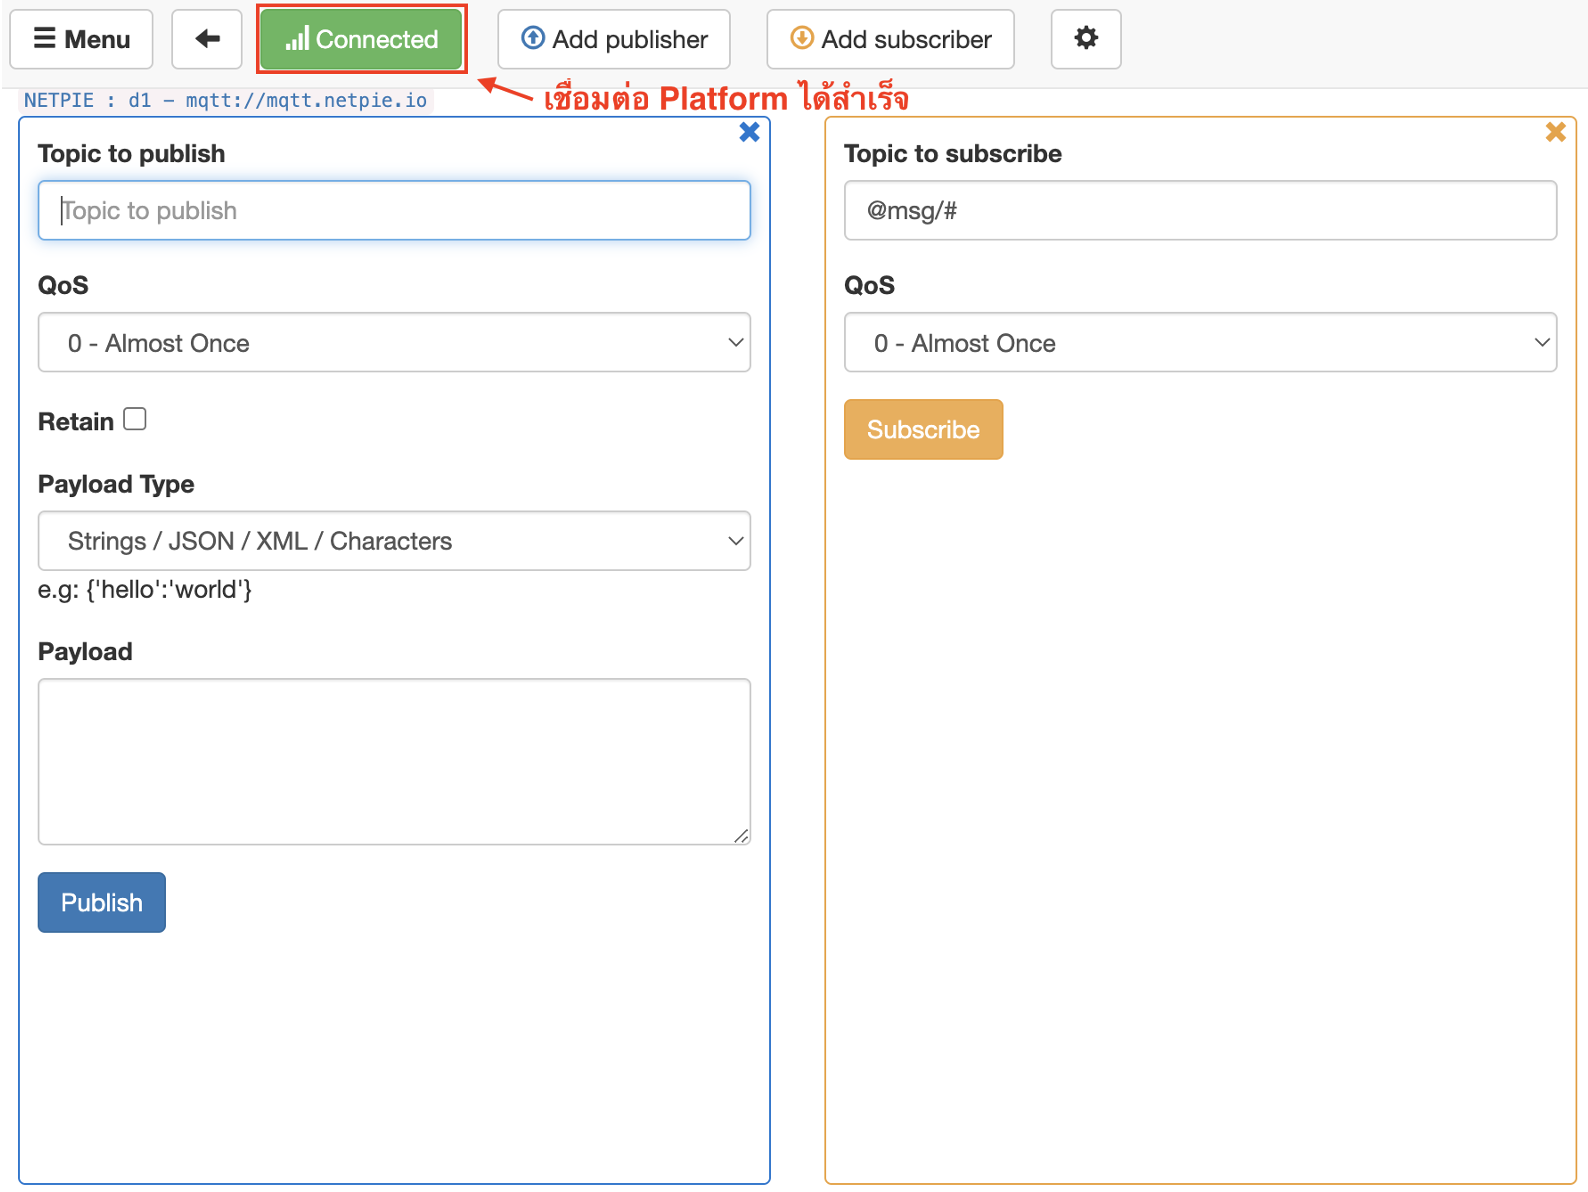 Menu
Connected
Add publisher
Add subscriber
เชื่อมต่อ Platform ได้สำเร็จ
NETPIE : d1 - mqtt://mqtt.netpie.io
Topic to publish
Topic to publish
QoS
0 - Almost Once
Retain
Payload Type
Strings / JSON / XML / Characters
e.g: {'hello':'world'}
Payload
Publish
Topic to subscribe
@msg/#
QoS
0 - Almost Once
Subscribe